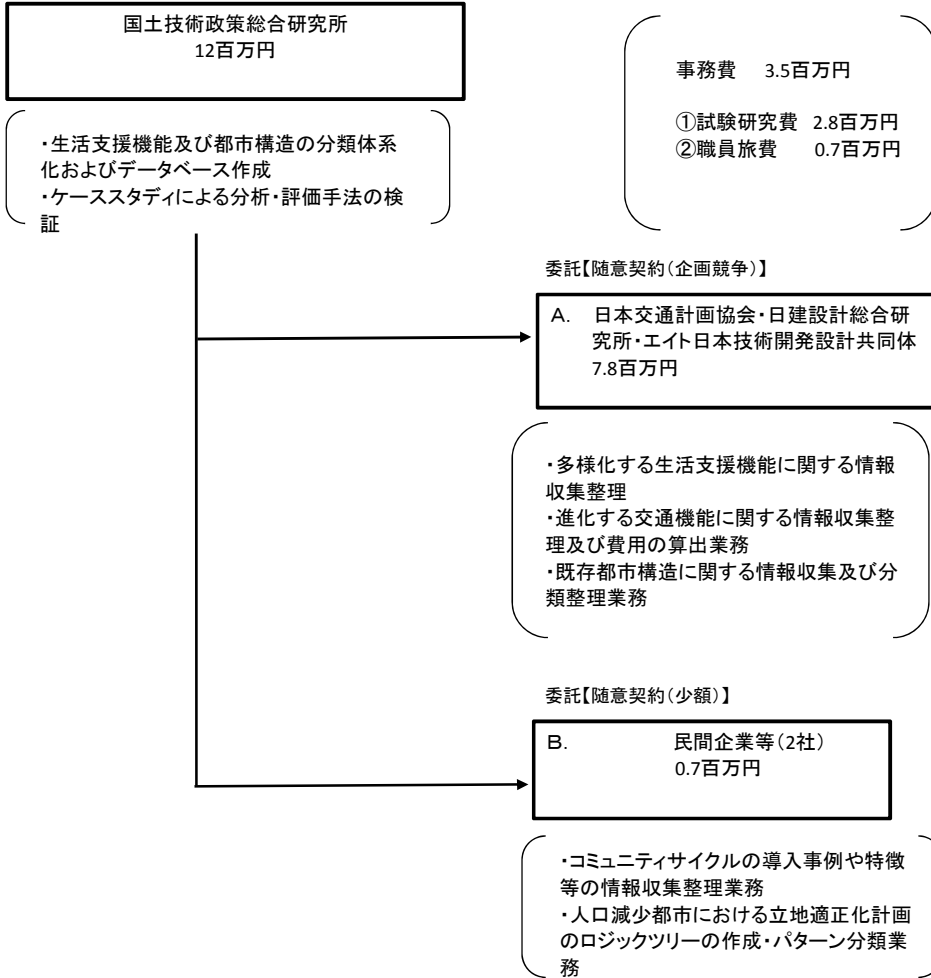 国土技術政策総合研究所
12百万円
・生活支援機能及び都市構造の分類体系
化およびデータベース作成
・ケーススタディによる分析・評価手法の検
証
事務費 3.5百万円
①試験研究費 2.8百万円
②職員旅費 0.7百万円
委託【随意契約(企画競争)】
A. 日本交通計画協会・日建設計総合研
究所・エイト日本技術開発設計共同体
7.8百万円
・多様化する生活支援機能に関する情報
収集整理
・進化する交通機能に関する情報収集整
理及び費用の算出業務
・既存都市構造に関する情報収集及び分
類整理業務
委託【随意契約(少額)】
B. 民間企業等(2社)
0.7百万円
・コミュニティサイクルの導入事例や特徴
等の情報収集整理業務
・人口減少都市における立地適正化計画
のロジックツリーの作成・パターン分類業
務